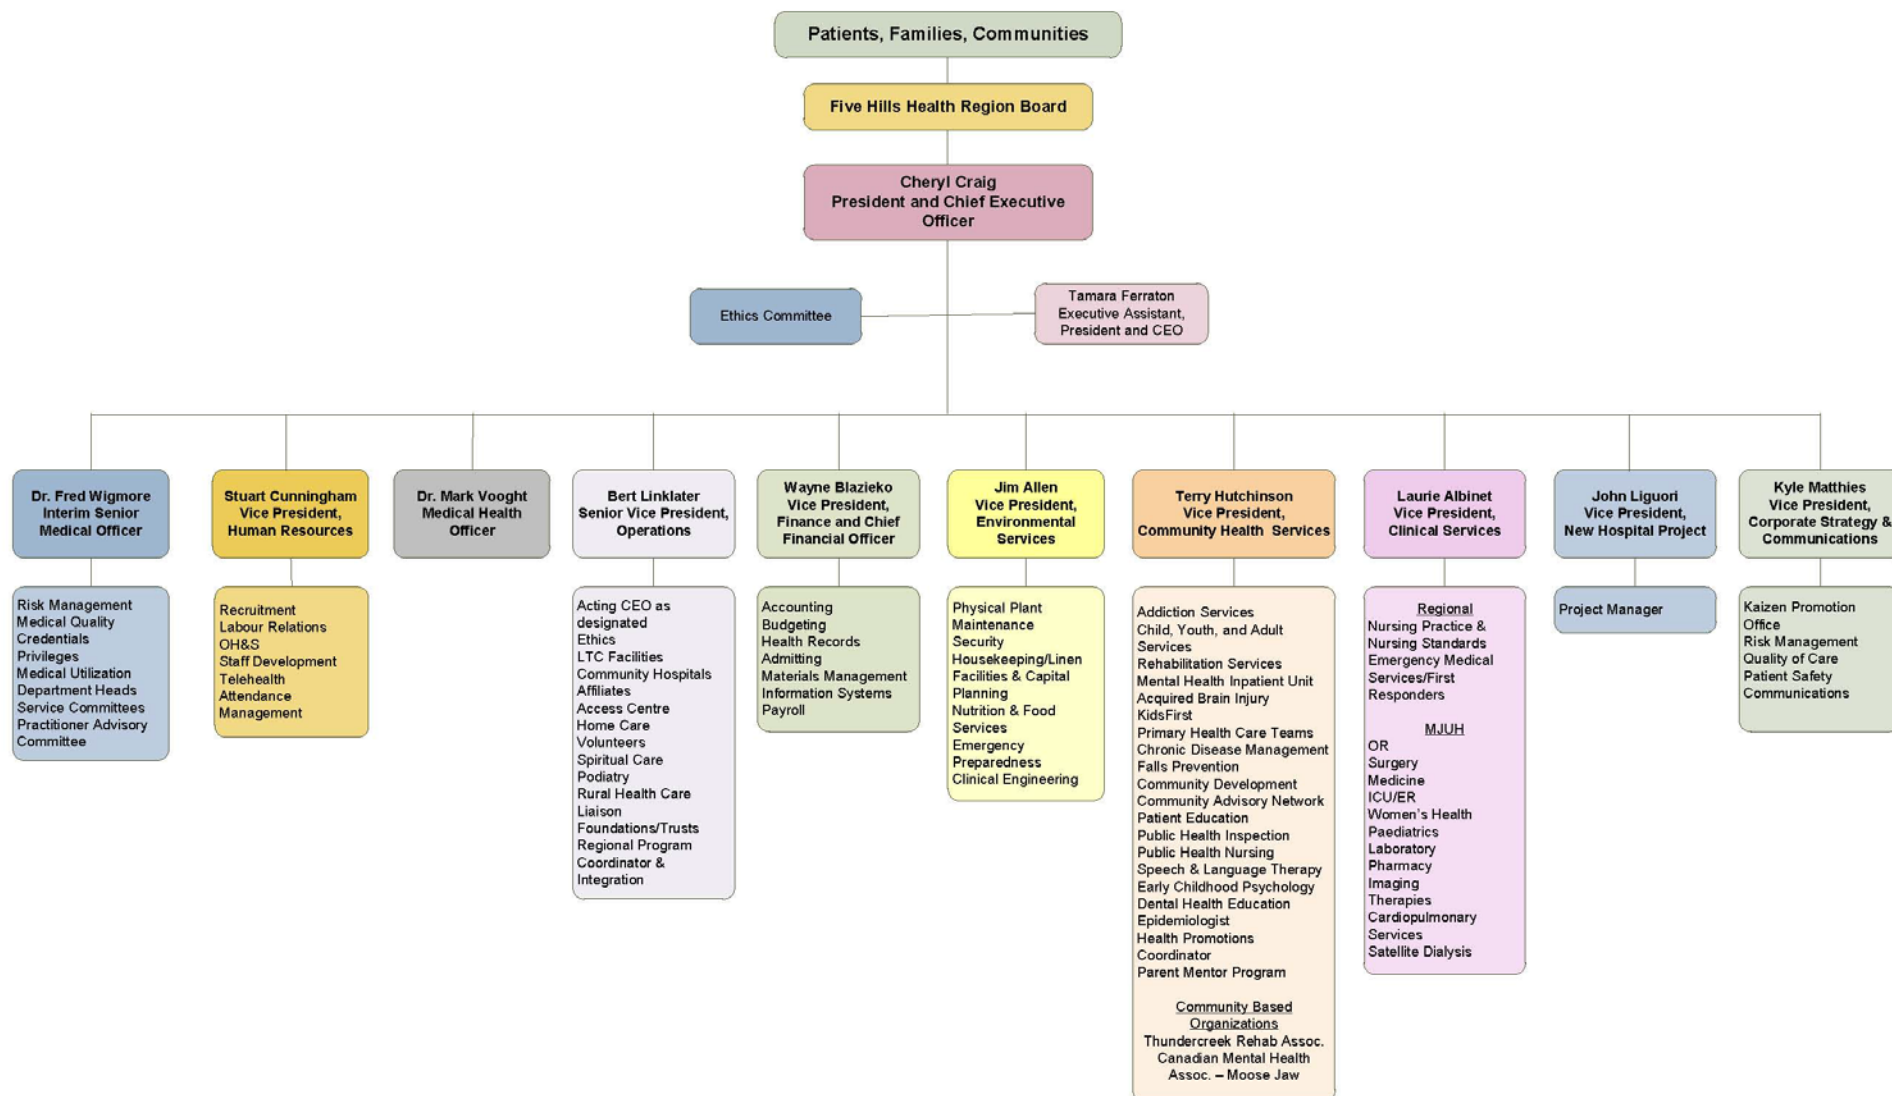 Patients, Families, Communities
Five Hills Health Region Board
Cheryl Craig
President and Chief Executive
Officer
Ethics Committee
Tamara Ferraton
Executive Assistant,
President and CEO
Dr. Fred Wigmore
Interim Senior
Medical Officer
Stuart Cunningham
Vice President,
Human Resources
Dr. Mark Vooght
Medical Health
Officer
Bert Linklater
Senior Vice President,
Operations
Wayne Blazieko
Vice President,
Finance and Chief
Financial Officer
Jim Allen
Vice President,
Environmental
Services
Terry Hutchinson
Vice President,
Community Health Services
Laurie Albinet
Vice President,
Clinical Services
John Liguori
Vice President,
New Hospital Project
Kyle Matthies
Vice President,
Corporate Strategy &
Communications
Risk Management
Medical Quality
Credentials
Privileges
Medical Utilization
Department Heads
Service Committees
Practitioner Advisory
Committee
Recruitment
Labour Relations
OH&S
Staff Development
Telehealth
Attendance
Management
Acting CEO as
designated
Ethics
LTC Facilities
Community Hospitals
Affiliates
Access Centre
Home Care
Volunteers
Spiritual Care
Podiatry
Rural Health Care
Liaison
Foundations/Trusts
Regional Program
Coordinator &
Integration
Accounting
Budgeting
Health Records
Admitting
Materials Management
Information Systems
Payroll
Physical Plant
Maintenance
Security
Housekeeping/Linen
Facilities & Capital
Planning
Nutrition & Food
Services
Emergency
Preparedness
Clinical Engineering
Addiction Services
Child, Youth, and Adult
Services
Rehabilitation Services
Mental Health Inpatient Unit
Acquired Brain Injury
KidsFirst
Primary Health Care Teams
Chronic Disease Management
Falls Prevention
Community Development
Community Advisory Network
Patient Education
Public Health Inspection
Public Health Nursing
Speech & Language Therapy
Early Childhood Psychology
Dental Health Education
Epidemiologist
Health Promotions
Coordinator
Parent Mentor Program
Community Based
Organizations
Thundercreek Rehab Assoc.
Canadian Mental Health
Assoc. – Moose Jaw
Regional
Nursing Practice &
Nursing Standards
Emergency Medical
Services/First
Responders
MJUH
OR
Surgery
Medicine
ICU/ER
Women's Health
Paediatrics
Laboratory
Pharmacy
Imaging
Therapies
Cardiopulmonary
Services
Satellite Dialysis
Project Manager
Kaizen Promotion
Office
Risk Management
Quality of Care
Patient Safety
Communications